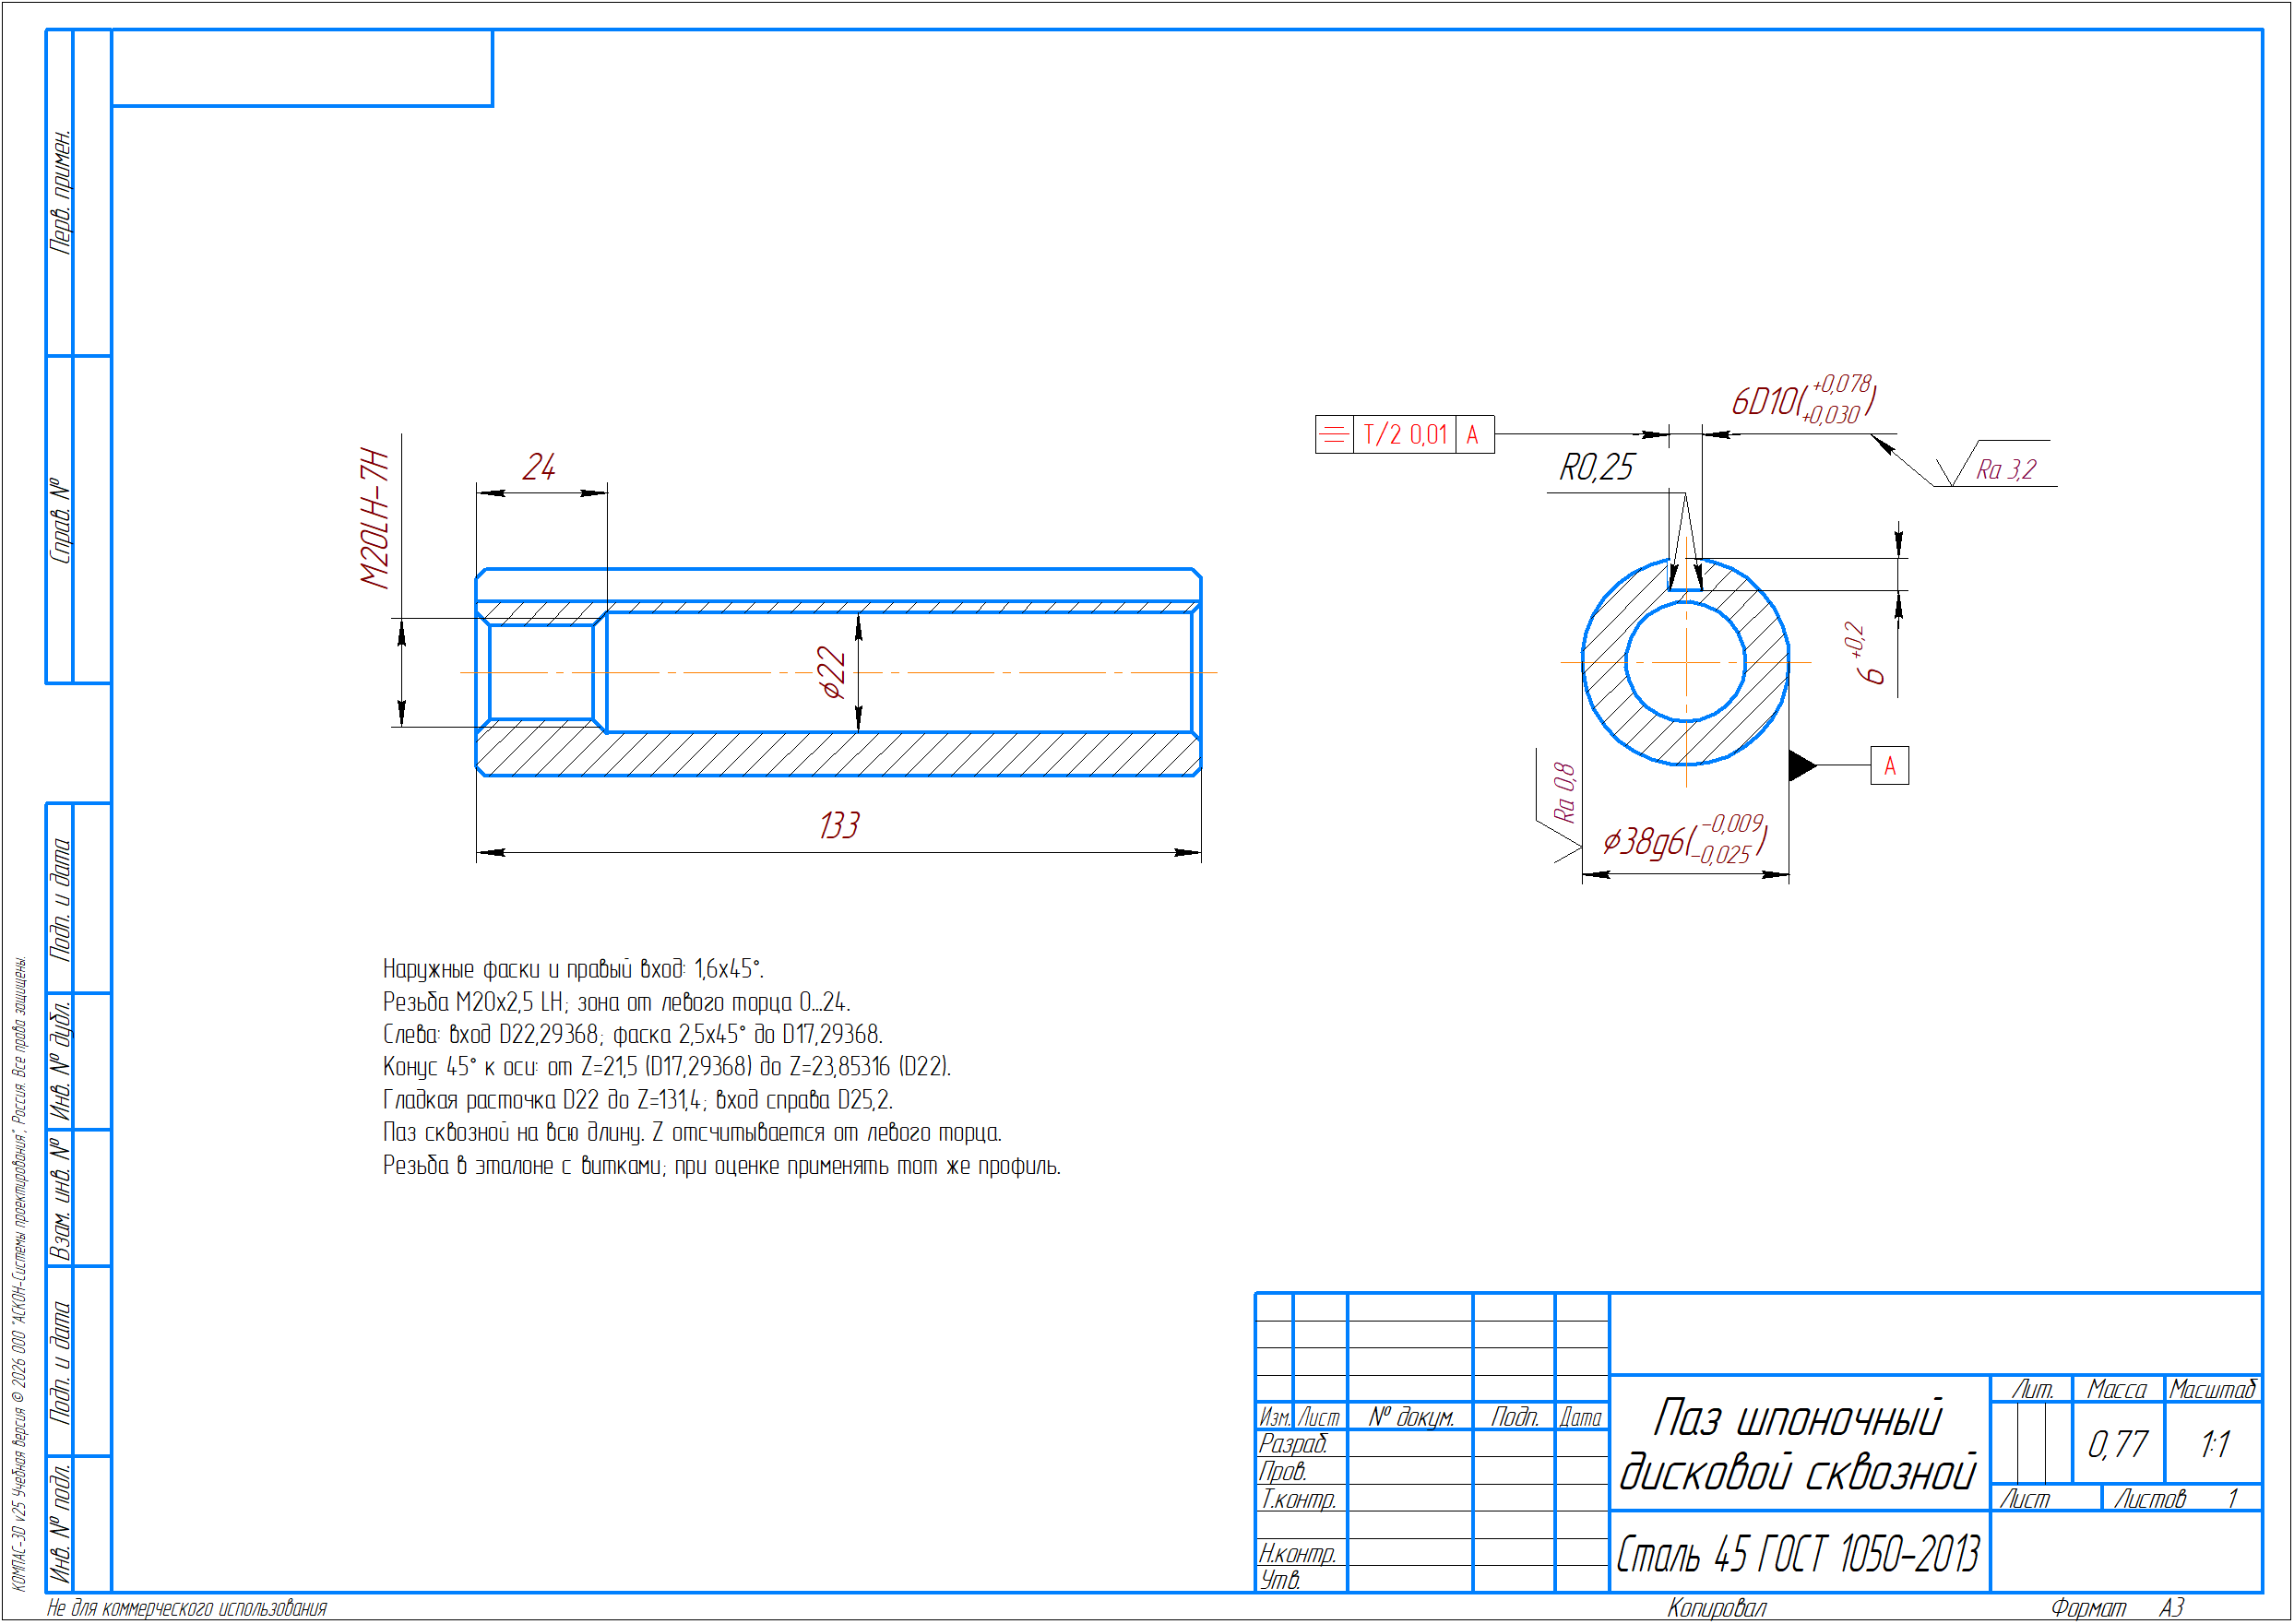 Перв. примен.
Справ. №
Подп. и дата
Инв. № дубл.
Взам. инв. №
Подп. и дата
Инв. № подл.
КОМПАС-3D v25 Учебная версия © 2026 ООО "АСКОН-Системы проектирования", Россия. Все права защищены.
M20LH-7H
24
⌀22
133
⌯ T/2 0,01 A
6D10(+0,078 +0,030)
R0,25
Ra 3,2
6 +0,2
A
Ra 0,8
⌀38g6(-0,009 -0,025)
Наружные фаски и правый вход: 1,6x45°.
Резьба M20x2,5 LH; зона от левого торца 0...24.
Слева: вход D22,29368; фаска 2,5x45° до D17,29368.
Конус 45° к оси: от Z=21,5 (D17,29368) до Z=23,85316 (D22).
Гладкая расточка D22 до Z=131,4; вход справа D25,2.
Паз сквозной на всю длину. Z отсчитывается от левого торца.
Резьба в эталоне с витками; при оценке применять тот же профиль.
Изм. Лист № докум. Подп. Дата
Разраб.
Пров.
Т.контр.
Н.контр.
Утв.
Паз шпоночный
дисковой сквозной
Сталь 45 ГОСТ 1050-2013
Лит. Масса Масштаб
0,77 1:1
Лист Листов 1
Не для коммерческого использования
Копировал
Формат A3